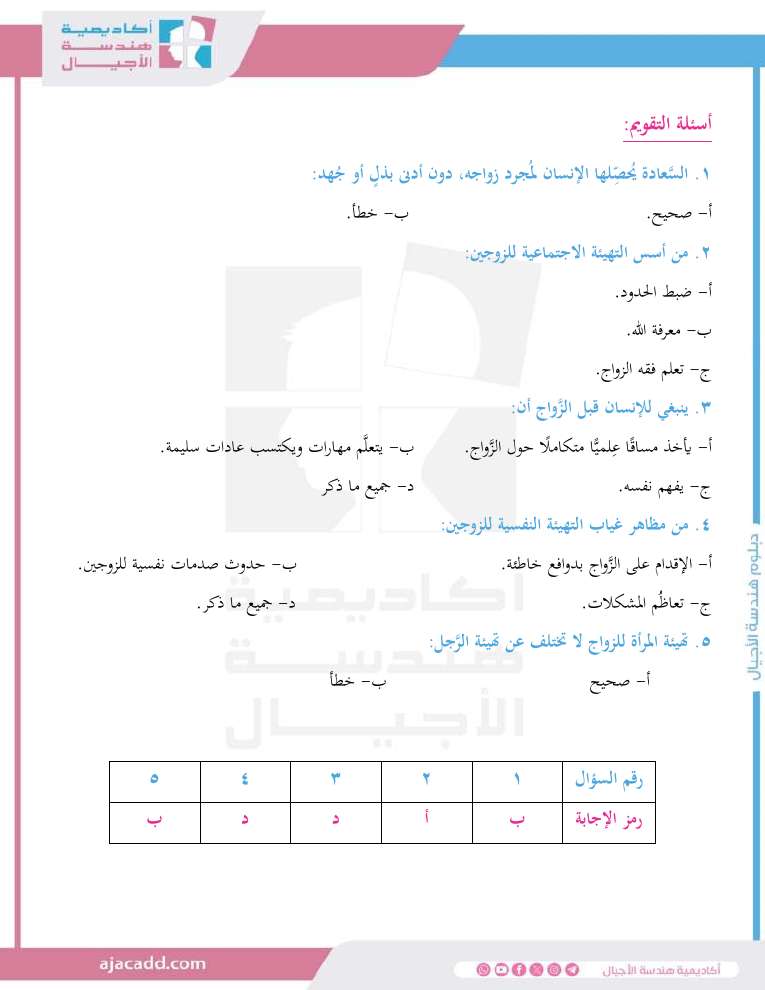 أكاديمية
هندسة
الأجيال
أسئلة التقويم:
١. السَّعادة يُحصِّلها الإنسان لمُجرد زواجه، دون أدنى بذلٍ أو جُهد:
أ- صحيح. ب- خطأ.
٢. من أسس التهيئة الاجتماعية للزوجين:
أ- ضبط الحدود.
ب- معرفة الله.
ج- تعلم فقه الزواج.
٣. ينبغي للإنسان قبل الزَّواج أن:
أ- يأخذ مساقًا عِلميًّا متكاملًا حول الزَّواج. ب- يتعلَّم مهارات ويكتسب عادات سليمة.
ج- يفهم نفسه. د- جميع ما ذكر
٤. من مظاهر غياب التهيئة النفسية للزوجين:
أ- الإقدام على الزَّواج بدوافع خاطئة. ب- حدوث صدمات نفسية للزوجين.
ج- تعاظُم المشكلات. د- جميع ما ذكر.
٥. تهيئة المرأة للزواج لا تختلف عن تهيئة الرَّجل:
أ- صحيح ب- خطأ
أكاديمية
هندسة
الأجيال
رقم السؤال ١ ٢ ٣ ٤ ٥
رمز الإجابة ب أ د د ب
دبلوم هندسة الأجيال
أكاديمية هندسة الأجيال
ajacadd.com